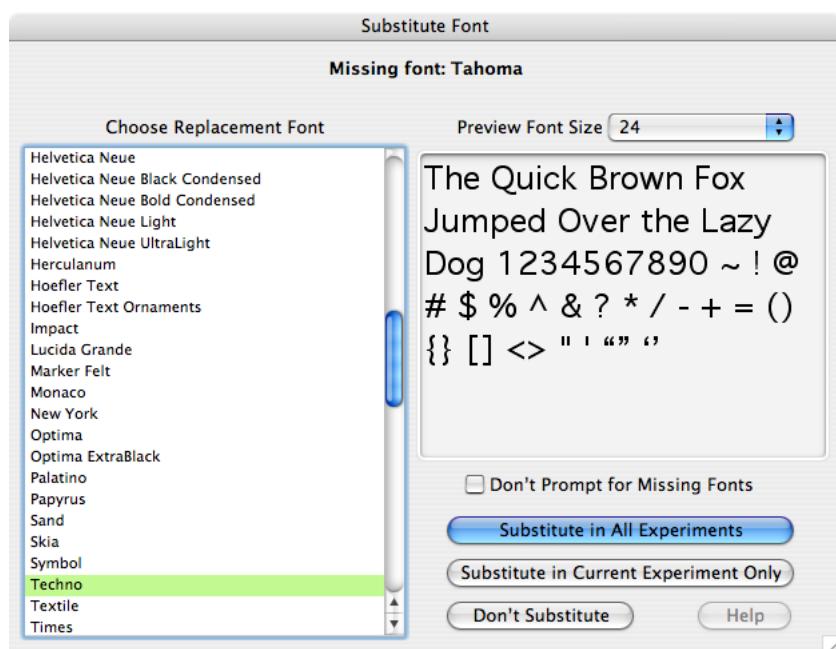 Substitute Font
Missing font: Tahoma
Choose Replacement Font
Helvetica Neue
Helvetica Neue Black Condensed
Helvetica Neue Bold Condensed
Helvetica Neue Light
Helvetica Neue UltraLight
Herculanum
Hoefler Text
Hoefler Text Ornaments
Impact
Lucida Grande
Marker Felt
Monaco
New York
Optima
Optima ExtraBlack
Palatino
Papyrus
Sand
Skia
Symbol
Techno
Textile
Times
Preview Font Size 24
The Quick Brown Fox
Jumped Over the Lazy
Dog 1234567890 ~ ! @
# $ % ^ & ? * / - + = ()
{} [] <> " ' “” ‘’
Don't Prompt for Missing Fonts
Substitute in All Experiments
Substitute in Current Experiment Only
Don't Substitute
Help